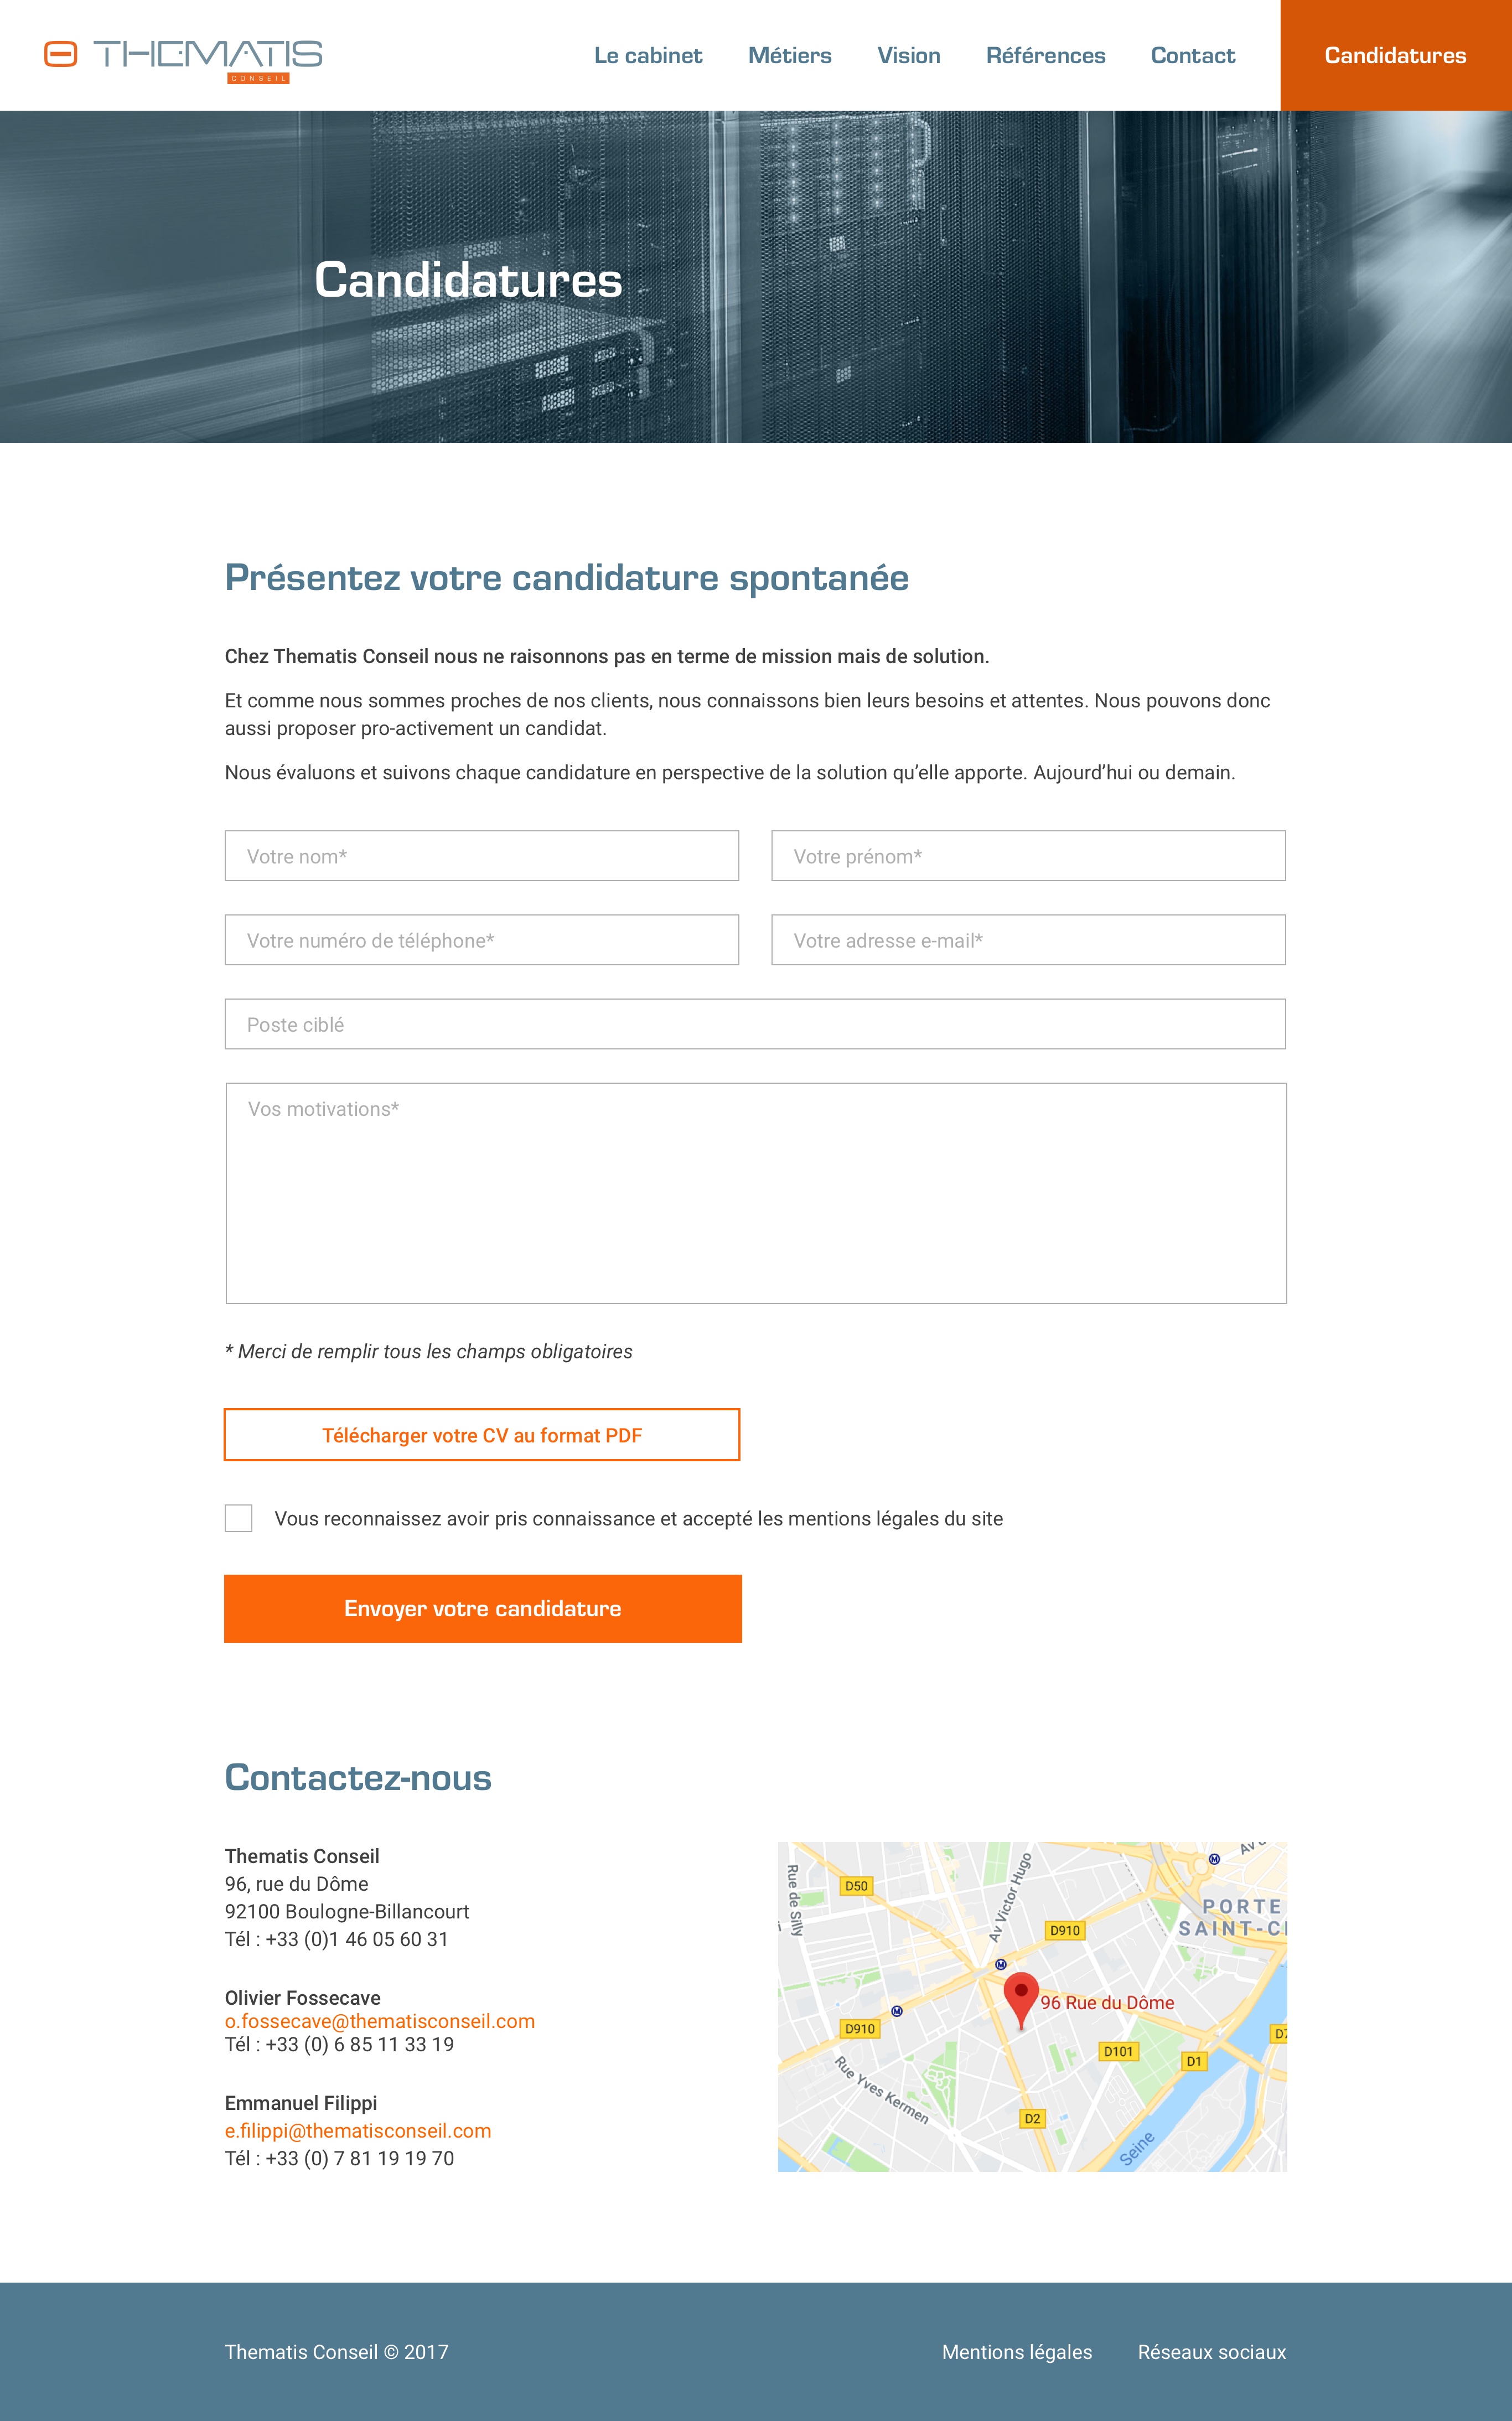 THEMATIS
CONSEIL
Le cabinet
Métiers
Vision
Références
Contact
Candidatures
Candidatures
Présentez votre candidature spontanée
Chez Thematis Conseil nous ne raisonnons pas en terme de mission mais de solution.
Et comme nous sommes proches de nos clients, nous connaissons bien leurs besoins et attentes. Nous pouvons donc
aussi proposer pro-activement un candidat.
Nous évaluons et suivons chaque candidature en perspective de la solution qu’elle apporte. Aujourd’hui ou demain.
Votre nom*
Votre prénom*
Votre numéro de téléphone*
Votre adresse e-mail*
Poste ciblé
Vos motivations*
* Merci de remplir tous les champs obligatoires
Télécharger votre CV au format PDF
Vous reconnaissez avoir pris connaissance et accepté les mentions légales du site
Envoyer votre candidature
Contactez-nous
Thematis Conseil
96, rue du Dôme
92100 Boulogne-Billancourt
Tél : +33 (0)1 46 05 60 31
Olivier Fossecave
o.fossecave@thematisconseil.com
Tél : +33 (0) 6 85 11 33 19
Emmanuel Filippi
e.filippi@thematisconseil.com
Tél : +33 (0) 7 81 19 19 70
Rue de Silly
D50
Av Victor Hugo
D910
M
PORTE
SAINT-CL
M
96 Rue du Dôme
M
D910
D101
D1
D7
Rue Yves Kermen
D2
Seine
Thematis Conseil © 2017
Mentions légales
Réseaux sociaux